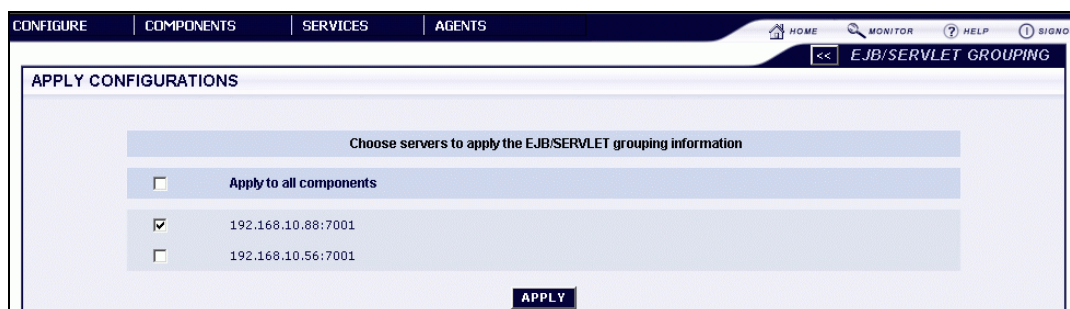 CONFIGURE COMPONENTS SERVICES AGENTS
HOME MONITOR ? HELP SIGNO
<< EJB/SERVLET GROUPING
APPLY CONFIGURATIONS
Choose servers to apply the EJB/SERVLET grouping information
Apply to all components
192.168.10.88:7001
192.168.10.56:7001
APPLY